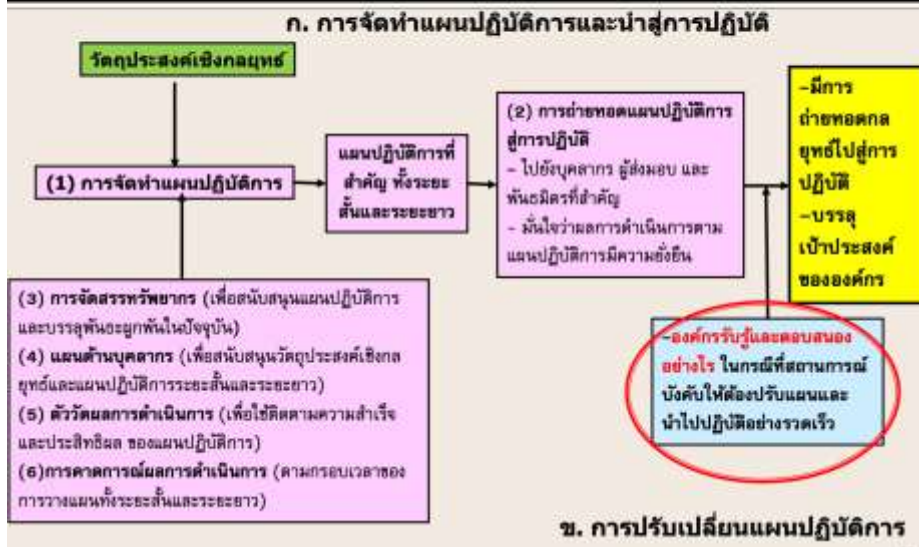 ก. การจัดทำแผนปฏิบัติการและนำสู่การปฏิบัติ
วัตถุประสงค์เชิงกลยุทธ์
(1) การจัดทำแผนปฏิบัติการ
แผนปฏิบัติการที่
สำคัญ ทั้งระยะ
สั้นและระยะยาว
(2) การถ่ายทอดแผนปฏิบัติการ
สู่การปฏิบัติ
- ไปยังบุคลากร ผู้ส่งมอบ และ
พันธมิตรที่สำคัญ
- มั่นใจว่าผลการดำเนินการตาม
แผนปฏิบัติการมีความยั่งยืน
-มีการ
ถ่ายทอดกล
ยุทธ์ไปสู่การ
ปฏิบัติ
-บรรลุ
เป้าประสงค์
ขององค์กร
(3) การจัดสรรทรัพยากร (เพื่อสนับสนุนแผนปฏิบัติการ
และบรรลุพันธะผูกพันในปัจจุบัน)
(4) แผนด้านบุคลากร (เพื่อสนับสนุนวัตถุประสงค์เชิงกล
ยุทธ์และแผนปฏิบัติการระยะสั้นและระยะยาว)
(5) ตัววัดผลการดำเนินการ (เพื่อใช้ติดตามความสำเร็จ
และประสิทธิผล ของแผนปฏิบัติการ)
(6)การคาดการณ์ผลการดำเนินการ (ตามกรอบเวลาของ
การวางแผนทั้งระยะสั้นและระยะยาว)
-องค์กรรับรู้และตอบสนอง
อย่างไร ในกรณีที่สถานการณ์
บังคับให้ต้องปรับแผนและ
นำไปปฏิบัติอย่างรวดเร็ว
ข. การปรับเปลี่ยนแผนปฏิบัติการ